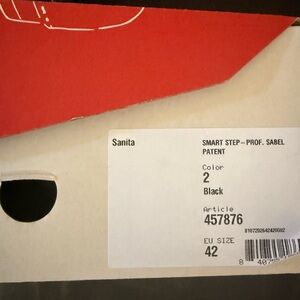 Sanita
SMART STEP-PROF. SABEL
PATENT
Color
2
Black
Article
457876
EU SIZE
42